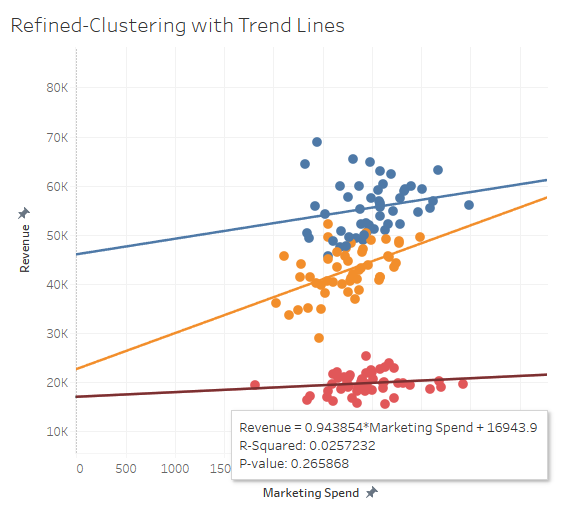 Refined-Clustering with Trend Lines
80K
70K
60K
50K
40K
30K
20K
10K
Revenue
Revenue = 0.943854*Marketing Spend + 16943.9
R-Squared: 0.0257232
P-value: 0.265868
0 500 1000
Marketing Spend